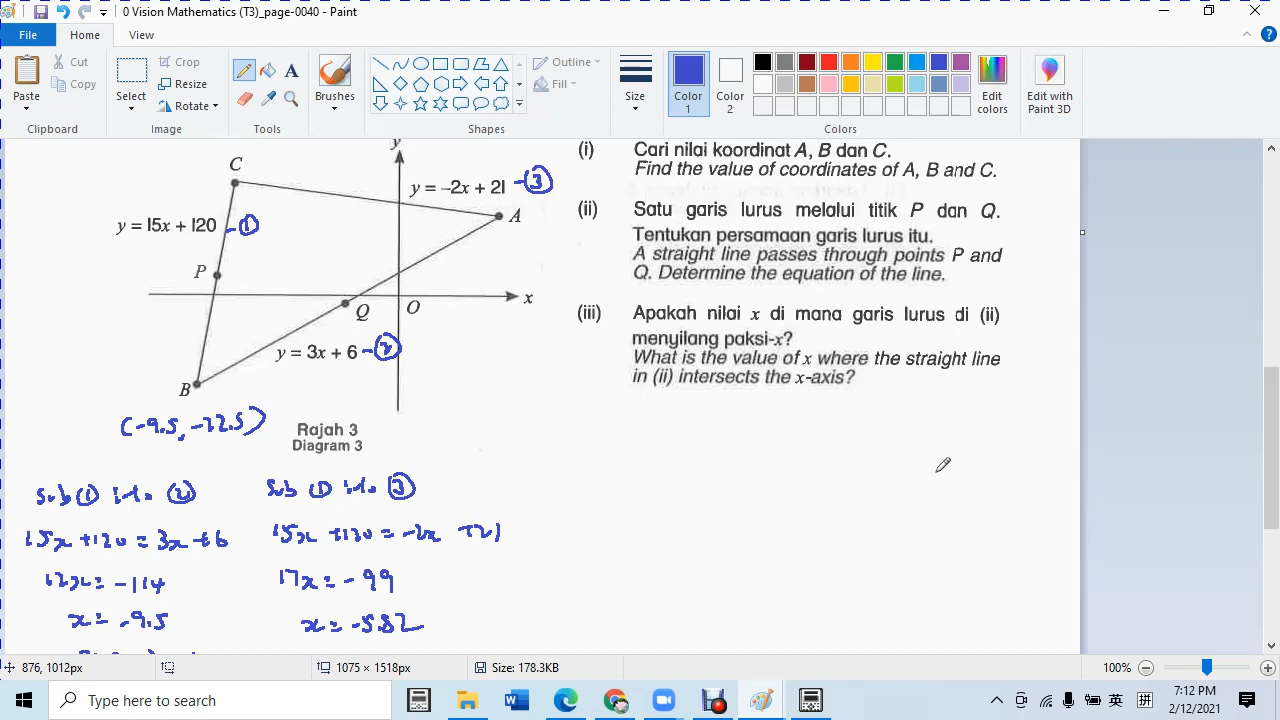 0 Vision Mathematics (T3)_page-0040 - Paint
File Home View
Cut
Copy
Paste
Clipboard
Crop
Resize
Rotate
Select
Image
Tools
Brushes
Outline
Fill
Shapes
Size
Color 1
Color 2
Edit colors
Colors
Edit with Paint 3D
y
C
y = –2x + 21 –③
A
y = 15x + 120 –①
P
x
Q O
y = 3x + 6 –②
B
(-9.5, -22.5)
Rajah 3
Diagram 3
(i) Cari nilai koordinat A, B dan C.
Find the value of coordinates of A, B and C.
(ii) Satu garis lurus melalui titik P dan Q.
Tentukan persamaan garis lurus itu.
A straight line passes through points P and
Q. Determine the equation of the line.
(iii) Apakah nilai x di mana garis lurus di (ii)
menyilang paksi-x?
What is the value of x where the straight line
in (ii) intersects the x-axis?
Sub ① into ②
15x +120 = 3x +6
12x = -114
x = -9.5
Sub ① into ③
15x +120 = -2x +21
17x = -99
x = -5.82
876, 1012px
1075 × 1518px
Size: 178.3KB
100%
Type here to search
英
拼
7:12 PM
2/12/2021